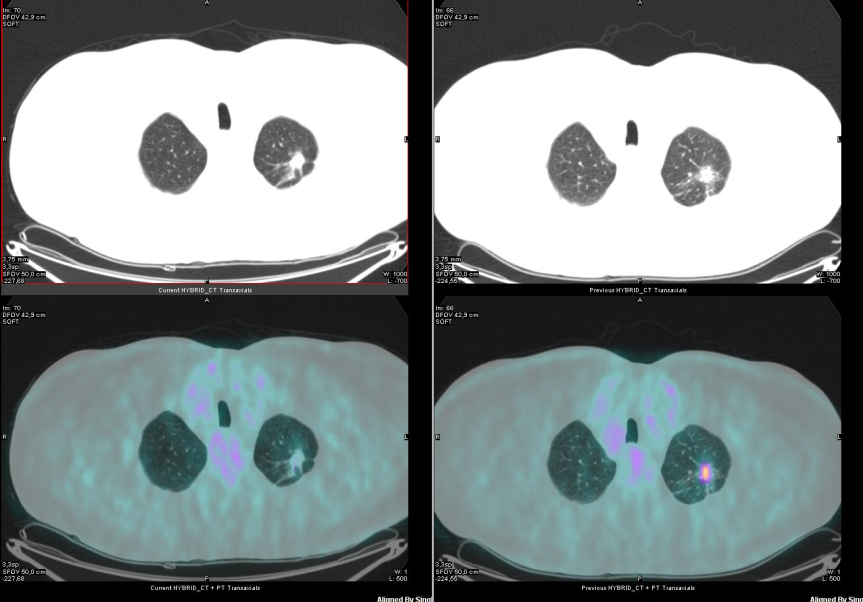 A
Im: 70
DFOV 42,9 cm
SOFT
R
L
3,75 mm
3,3sp
SFOV 50,0 cm
-227,68
W: 1000
L: -700
P
Current HYBRID_CT Transaxials
A
Im: 66
DFOV 42,9 cm
SOFT
R
L
3,75 mm
3,3sp
SFOV 50,0 cm
W: 1000
L: -700
P
Previous HYBRID_CT Transaxials
A
Im: 70
DFOV 42,9 cm
SOFT
R
L
3,3sp
SFOV 50,0 cm
-227,68
W: 1
L: 500
P
Current HYBRID_CT + PT Transaxials
Aligned By Singl
A
Im: 66
DFOV 42,9 cm
SOFT
R
L
3,3sp
SFOV 50,0 cm
W: 1
L: 500
P
Previous HYBRID_CT + PT Transaxials
Aligned By Sing